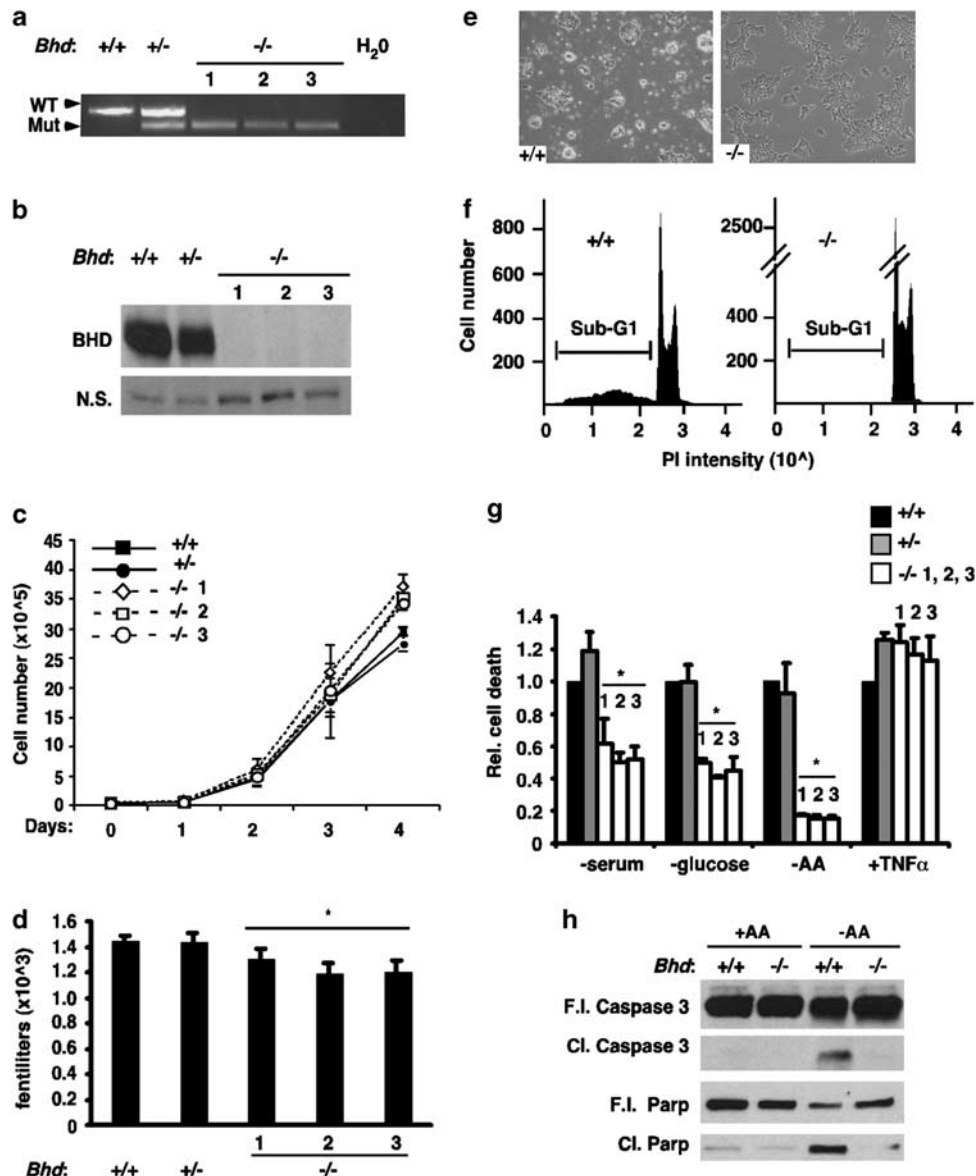 a
Bhd: +/+ +/- -/- H20
1 2 3
WT
Mut
b
Bhd: +/+ +/- -/-
1 2 3
BHD
N.S.
c
Cell number (x10^5)
45
40
35
30
25
20
15
10
5
0
+/+
+/-
-/- 1
-/- 2
-/- 3
Days: 0 1 2 3 4
d
fentiliters (x10^3)
1.6
1.4
1.2
1.0
0.8
0.6
0.4
0.2
0
*
1 2 3
Bhd: +/+ +/- -/-
e
+/+ -/-
f
Cell number
800
600
400
200
+/+
Sub-G1
0 1 2 3 4
2500
400
200
-/-
Sub-G1
0 1 2 3 4
PI intensity (10^)
g
+/+
+/-
-/- 1, 2, 3
Rel. cell death
1.4
1.2
1.0
0.8
0.6
0.4
0.2
0
*
1 2 3
*
1 2 3
*
1 2 3
1 2 3
-serum -glucose -AA +TNFα
h
+AA -AA
Bhd: +/+ -/- +/+ -/-
F.I. Caspase 3
Cl. Caspase 3
F.I. Parp
Cl. Parp